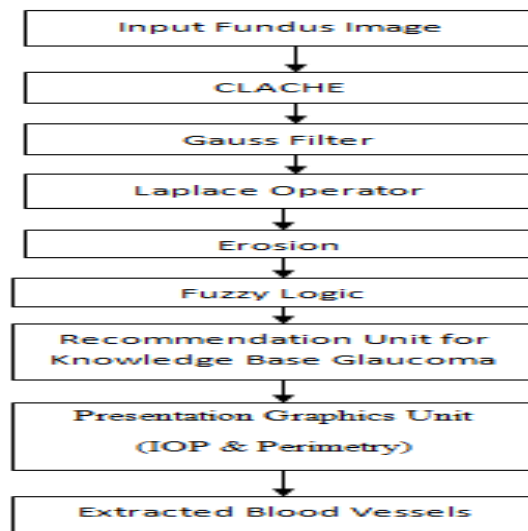 Input Fundus Image
CLACHE
Gauss Filter
Laplace Operator
Erosion
Fuzzy Logic
Recommendation Unit for
Knowledge Base Glaucoma
Presentation Graphics Unit
(IOP & Perimetry)
Extracted Blood Vessels